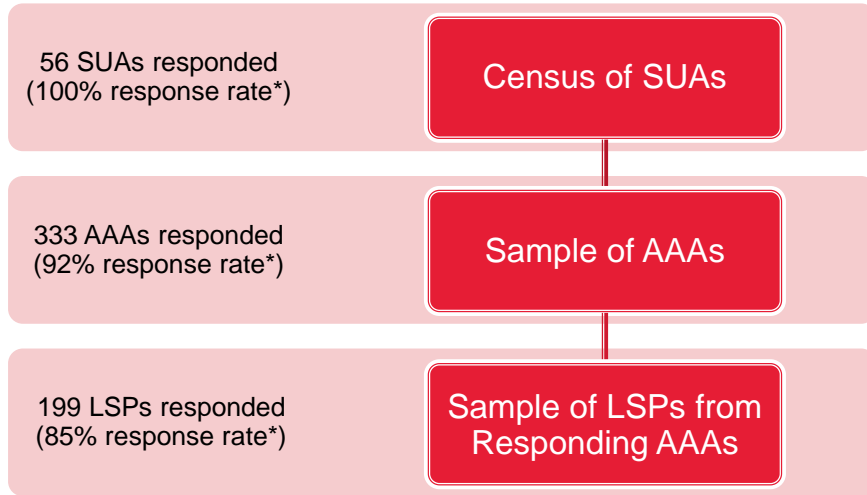 56 SUAs responded
(100% response rate*)
Census of SUAs
333 AAAs responded
(92% response rate*)
Sample of AAAs
199 LSPs responded
(85% response rate*)
Sample of LSPs from
Responding AAAs